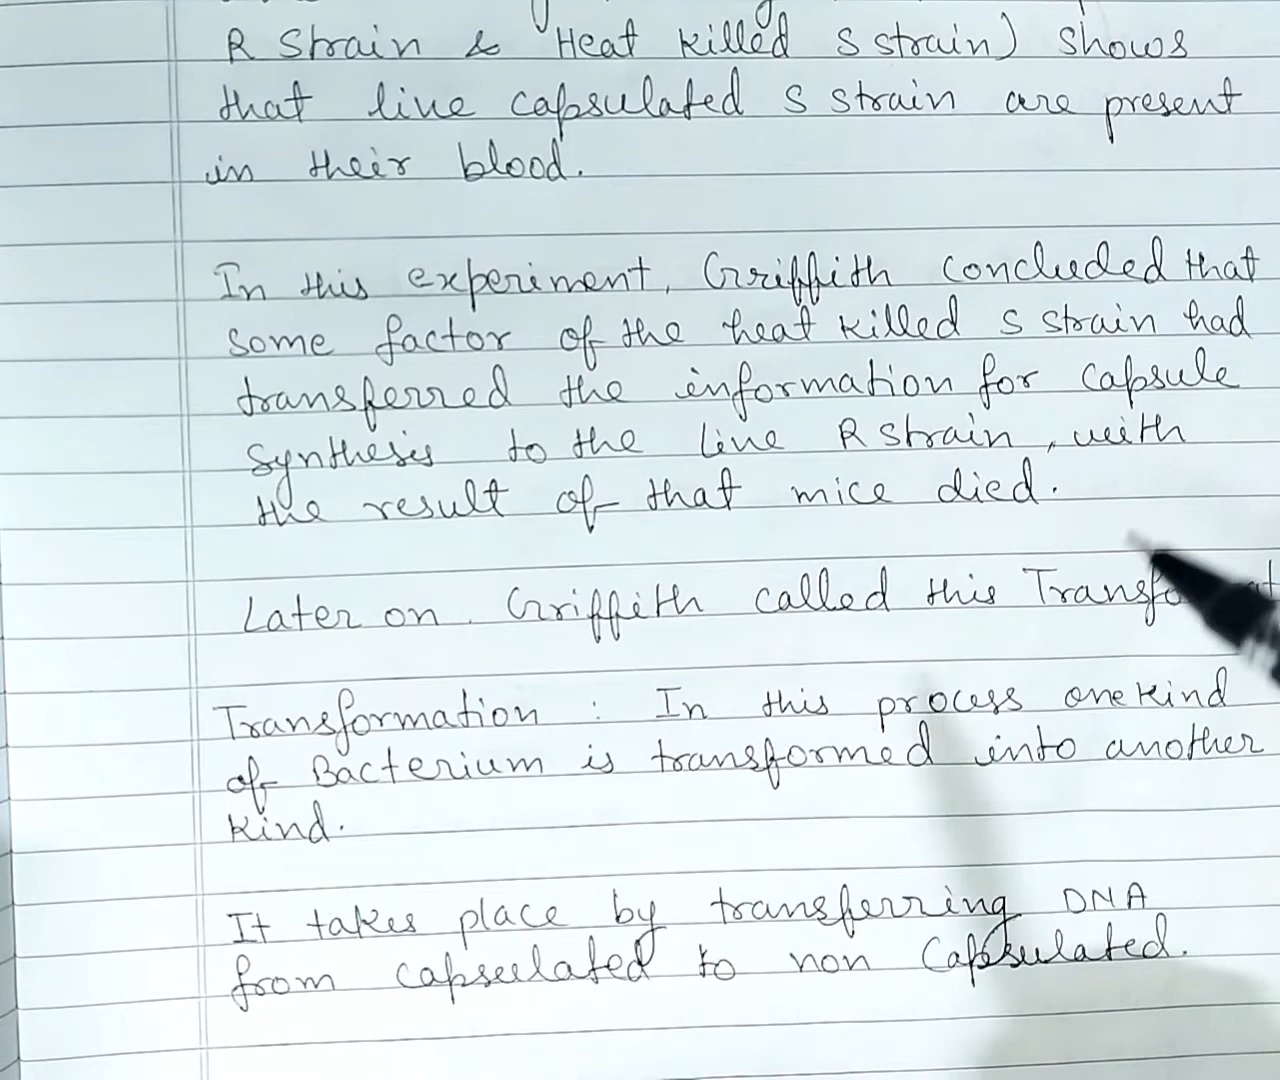 R Strain & Heat killed S strain) shows
that live capsulated S strain are present
in their blood.
In this experiment, Griffith concluded that
some factor of the heat killed S strain had
transferred the information for capsule
synthesis to the live R strain, with
the result of that mice died.
Later on Griffith called this
Transformation : In this process one kind
of Bacterium is transformed into another
kind.
It takes place by transferring DNA
from capsulated to non Capsulated.